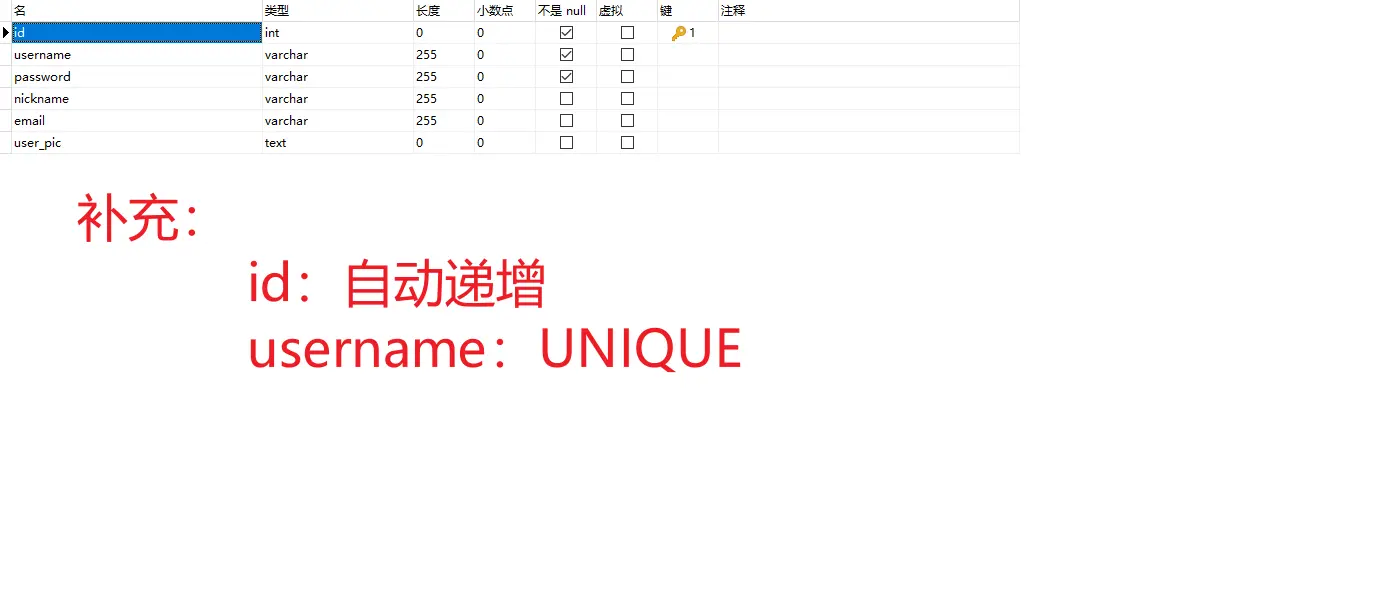 名 类型 长度 小数点 不是 null 虚拟 键 注释
id int 0 0 1
username varchar 255 0
password varchar 255 0
nickname varchar 255 0
email varchar 255 0
user_pic text 0 0
补充：
id：自动递增
username：UNIQUE